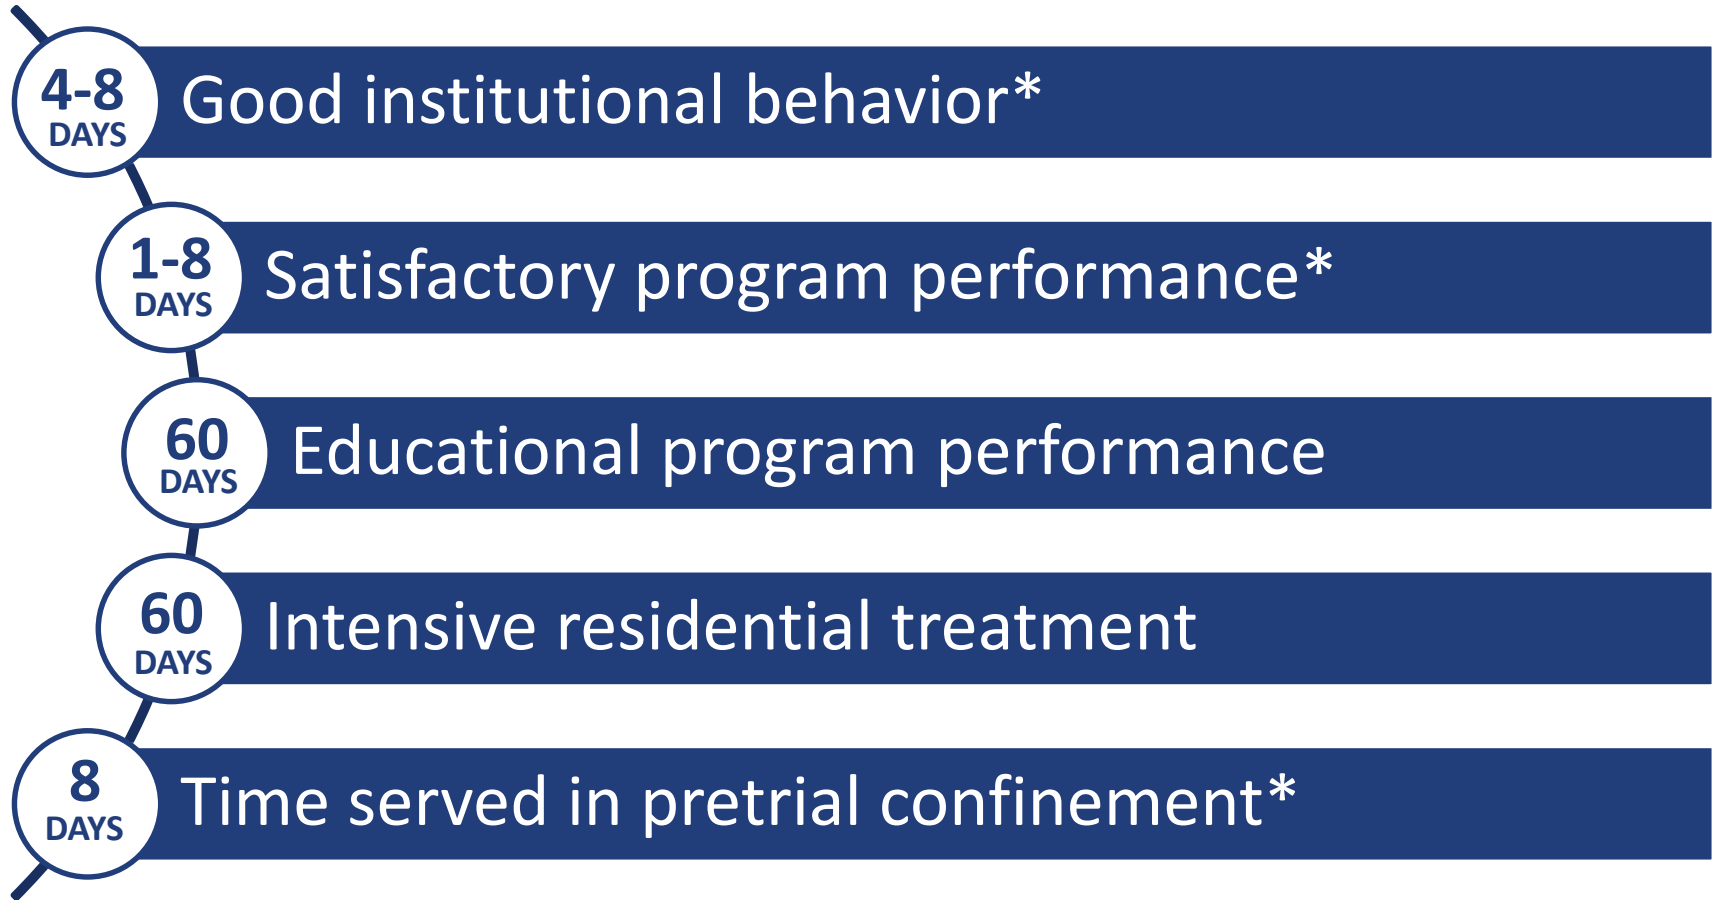 4-8
DAYS
Good institutional behavior*
1-8
DAYS
Satisfactory program performance*
60
DAYS
Educational program performance
60
DAYS
Intensive residential treatment
8
DAYS
Time served in pretrial confinement*